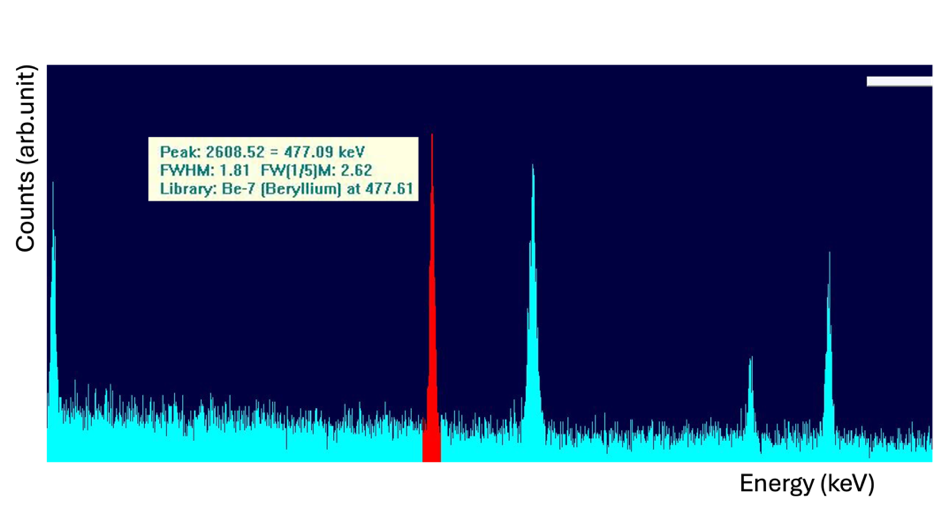 Counts (arb.unit)
Peak: 2608.52 = 477.09 keV
FWHM: 1.81 FW(1/5)M: 2.62
Library: Be-7 (Beryllium) at 477.61
Energy (keV)